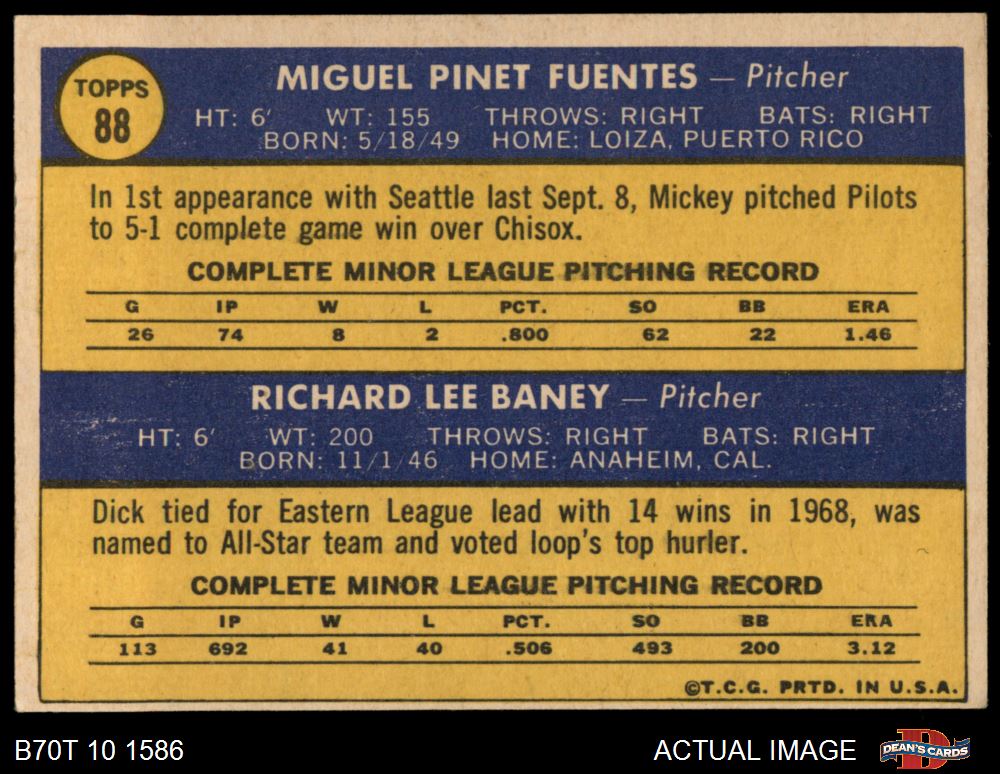 TOPPS
88
MIGUEL PINET FUENTES — Pitcher
HT: 6' WT: 155 THROWS: RIGHT BATS: RIGHT
BORN: 5/18/49 HOME: LOIZA, PUERTO RICO
In 1st appearance with Seattle last Sept. 8, Mickey pitched Pilots
to 5-1 complete game win over Chisox.
COMPLETE MINOR LEAGUE PITCHING RECORD
G IP W L PCT. SO BB ERA
26 74 8 2 .800 62 22 1.46
RICHARD LEE BANEY — Pitcher
HT: 6' WT: 200 THROWS: RIGHT BATS: RIGHT
BORN: 11/1/46 HOME: ANAHEIM, CAL.
Dick tied for Eastern League lead with 14 wins in 1968, was
named to All-Star team and voted loop's top hurler.
COMPLETE MINOR LEAGUE PITCHING RECORD
G IP W L PCT. SO BB ERA
113 692 41 40 .506 493 200 3.12
©T.C.G. PRTD. IN U.S.A.
B70T 10 1586
ACTUAL IMAGE
DEAN'S CARDS